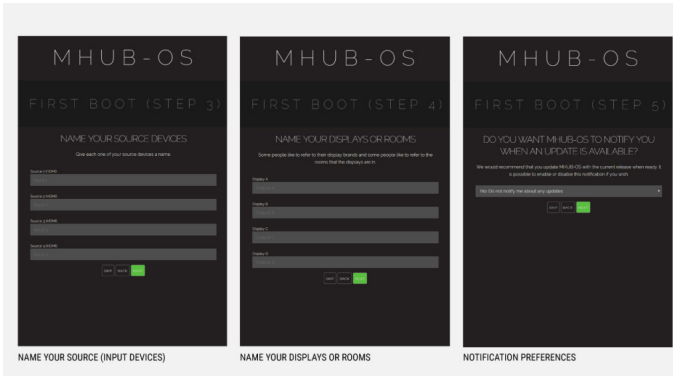 MHUB-OS
FIRST BOOT (STEP 3)
NAME YOUR SOURCE DEVICES
Give each one of your source devices a name
Source 1 (HDMI)
Source 2 (HDMI)
Source 3 (HDMI)
Source 4 (HDMI)
BACK
NAME YOUR SOURCE (INPUT DEVICES)
MHUB-OS
FIRST BOOT (STEP 4)
NAME YOUR DISPLAYS OR ROOMS
Some people like to refer to their display brands and some people like to refer to the
rooms that the displays are in.
Display A
Display B
Display C
Display D
BACK
NAME YOUR DISPLAYS OR ROOMS
MHUB-OS
FIRST BOOT (STEP 5)
DO YOU WANT MHUB-OS TO NOTIFY YOU
WHEN AN UPDATE IS AVAILABLE?
We would recommend that you update MHUB-OS with the current release when ready. It
is possible to enable or disable this notification if you wish.
No: Do not notify me about any updates
BACK
NOTIFICATION PREFERENCES